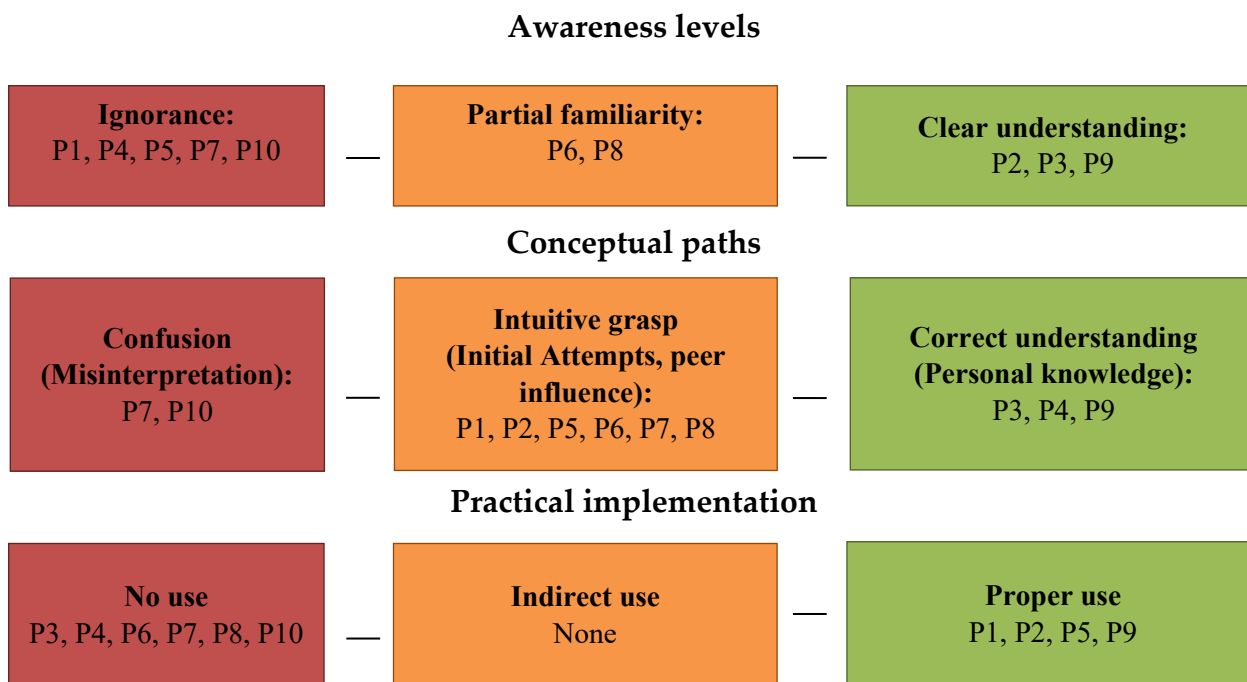 Awareness levels
Ignorance:
P1, P4, P5, P7, P10
Partial familiarity:
P6, P8
Clear understanding:
P2, P3, P9
Conceptual paths
Confusion
(Misinterpretation):
P7, P10
Intuitive grasp
(Initial Attempts, peer
influence):
P1, P2, P5, P6, P7, P8
Correct understanding
(Personal knowledge):
P3, P4, P9
Practical implementation
No use
P3, P4, P6, P7, P8, P10
Indirect use
None
Proper use
P1, P2, P5, P9